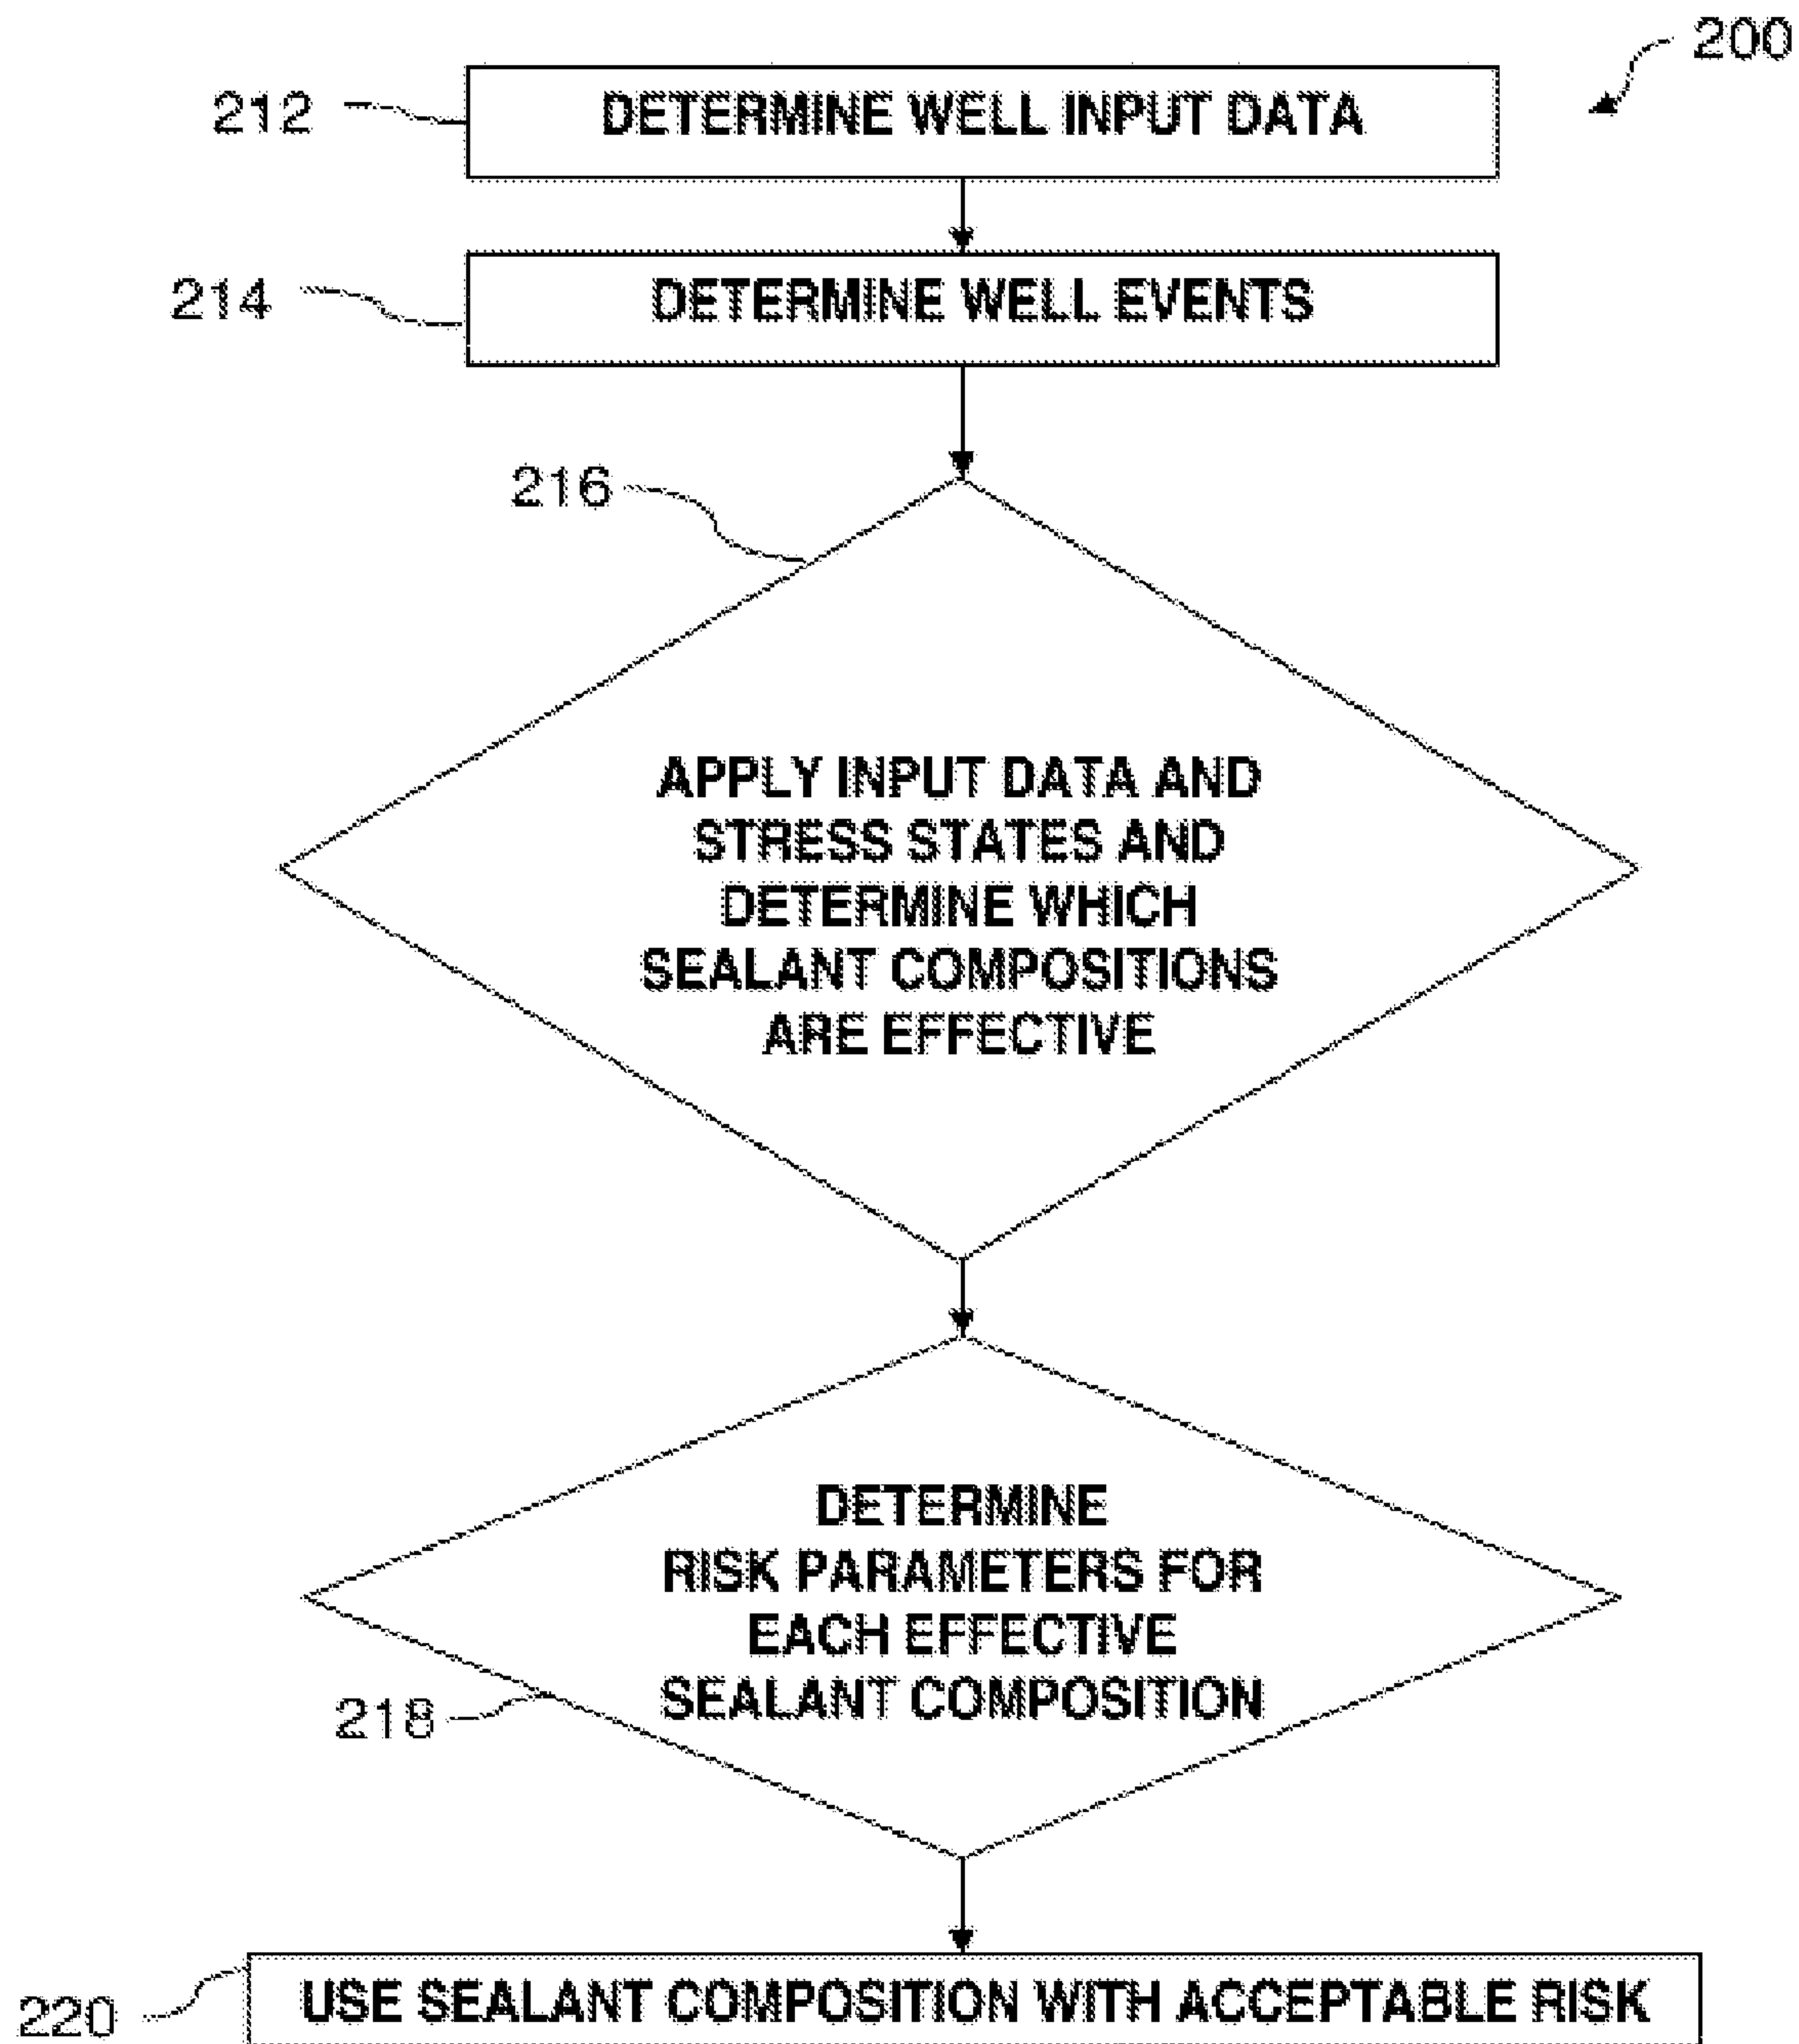 200
212
DETERMINE WELL INPUT DATA
214
DETERMINE WELL EVENTS
216
APPLY INPUT DATA AND
STRESS STATES AND
DETERMINE WHICH
SEALANT COMPOSITIONS
ARE EFFECTIVE
DETERMINE
RISK PARAMETERS FOR
EACH EFFECTIVE
SEALANT COMPOSITION
218
220
USE SEALANT COMPOSITION WITH ACCEPTABLE RISK